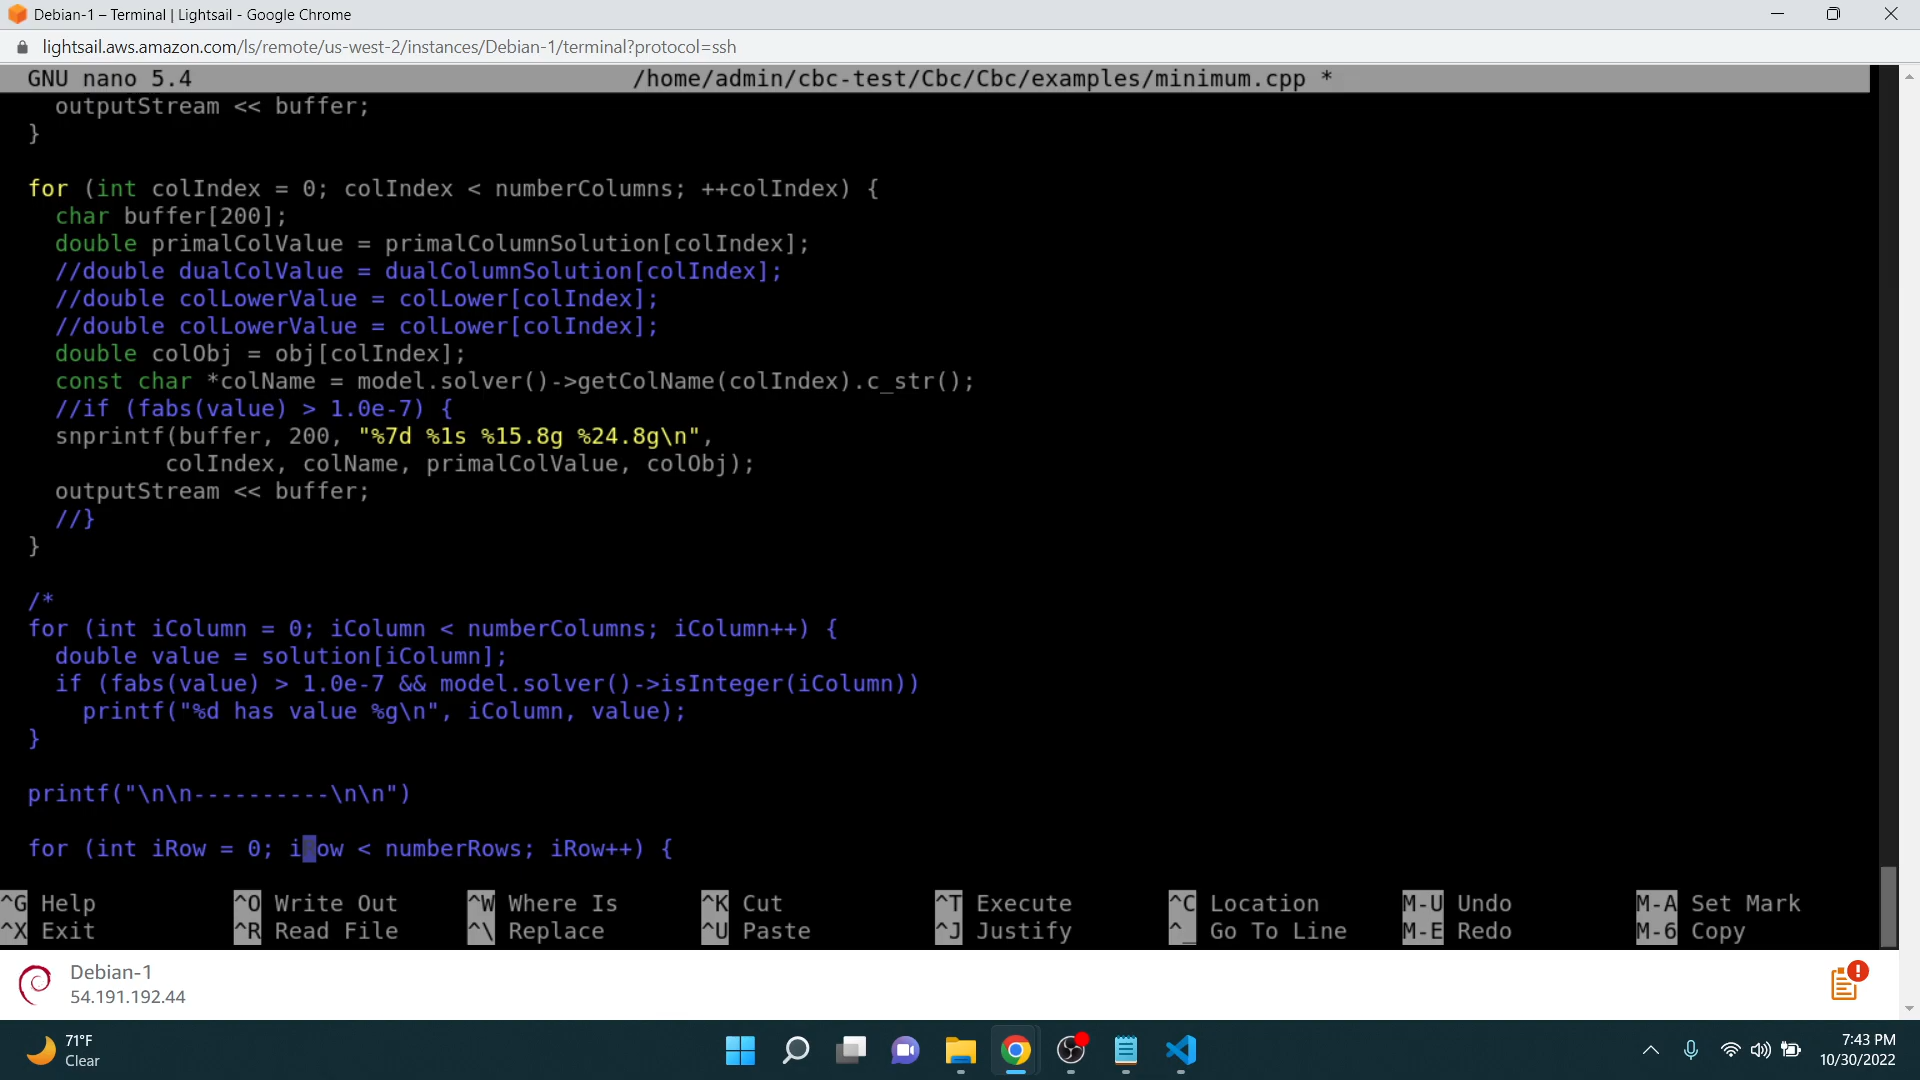 Debian-1 – Terminal | Lightsail - Google Chrome
lightsail.aws.amazon.com/ls/remote/us-west-2/instances/Debian-1/terminal?protocol=ssh
GNU nano 5.4 /home/admin/cbc-test/Cbc/Cbc/examples/minimum.cpp *
outputStream << buffer;
}
for (int colIndex = 0; colIndex < numberColumns; ++colIndex) {
char buffer[200];
double primalColValue = primalColumnSolution[colIndex];
//double dualColValue = dualColumnSolution[colIndex];
//double colLowerValue = colLower[colIndex];
//double colLowerValue = colLower[colIndex];
double colObj = obj[colIndex];
const char *colName = model.solver()->getColName(colIndex).c_str();
//if (fabs(value) > 1.0e-7) {
snprintf(buffer, 200, "%7d %1s %15.8g %24.8g\n",
colIndex, colName, primalColValue, colObj);
outputStream << buffer;
//}
}
/*
for (int iColumn = 0; iColumn < numberColumns; iColumn++) {
double value = solution[iColumn];
if (fabs(value) > 1.0e-7 && model.solver()->isInteger(iColumn))
printf("%d has value %g\n", iColumn, value);
}
printf("\n\n----------\n\n")
for (int iRow = 0; iRow < numberRows; iRow++) {
^G Help ^O Write Out ^W Where Is ^K Cut ^T Execute ^C Location M-U Undo M-A Set Mark
^X Exit ^R Read File ^\ Replace ^U Paste ^J Justify ^_ Go To Line M-E Redo M-6 Copy
Debian-1
54.191.192.44
71°F
Clear
7:43 PM
10/30/2022